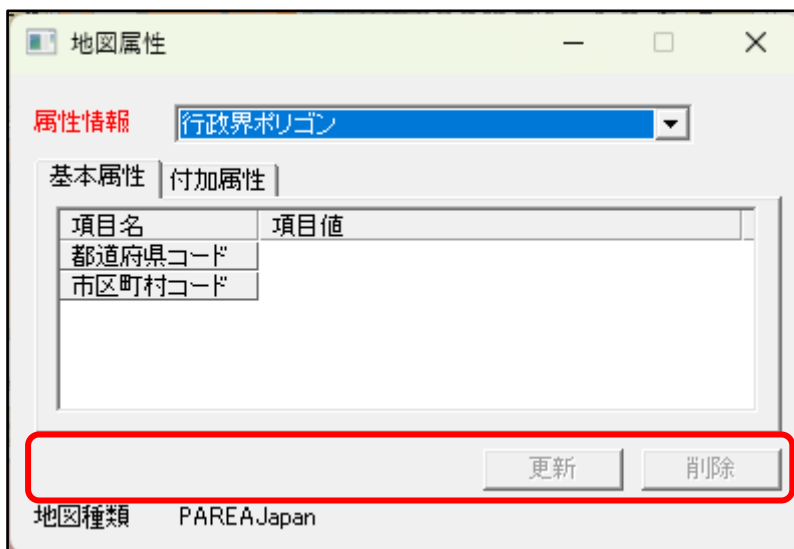 地図属性
属性情報 行政界ポリゴン
基本属性 付加属性
項目名 項目値
都道府県コード
市区町村コード
更新 削除
地図種類 PAREAJapan